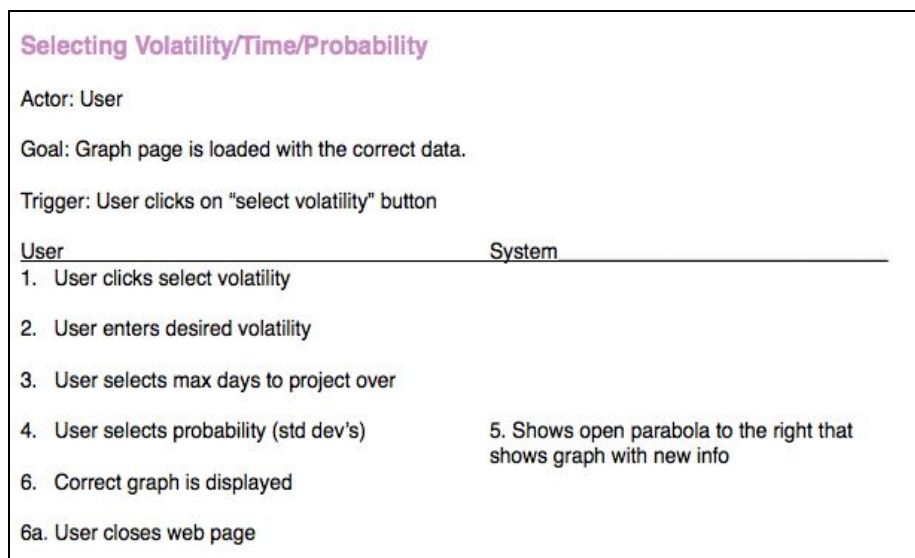 Selecting Volatility/Time/Probability
Actor: User
Goal: Graph page is loaded with the correct data.
Trigger: User clicks on “select volatility” button
User System
1. User clicks select volatility
2. User enters desired volatility
3. User selects max days to project over
4. User selects probability (std dev's)
5. Shows open parabola to the right that
shows graph with new info
6. Correct graph is displayed
6a. User closes web page